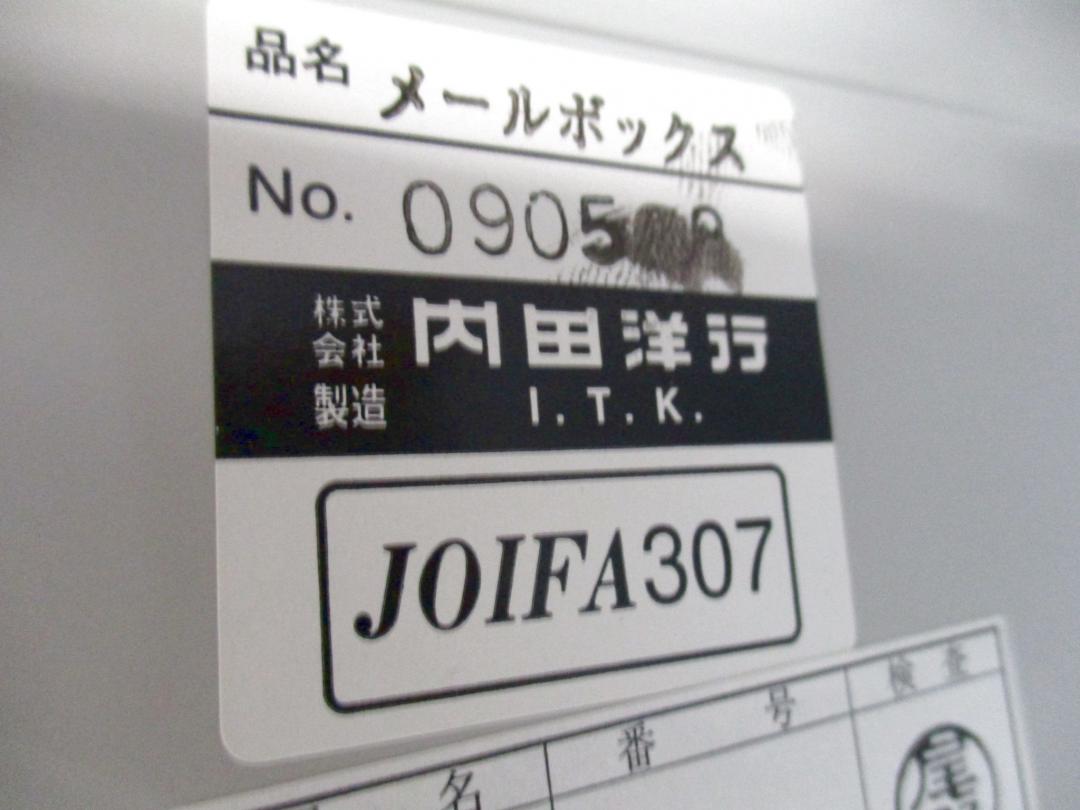 品名 メールボックス
No. 0905
株式会社 内田洋行
製造 I.T.K.
JOIFA307
名 番号 検査
尾